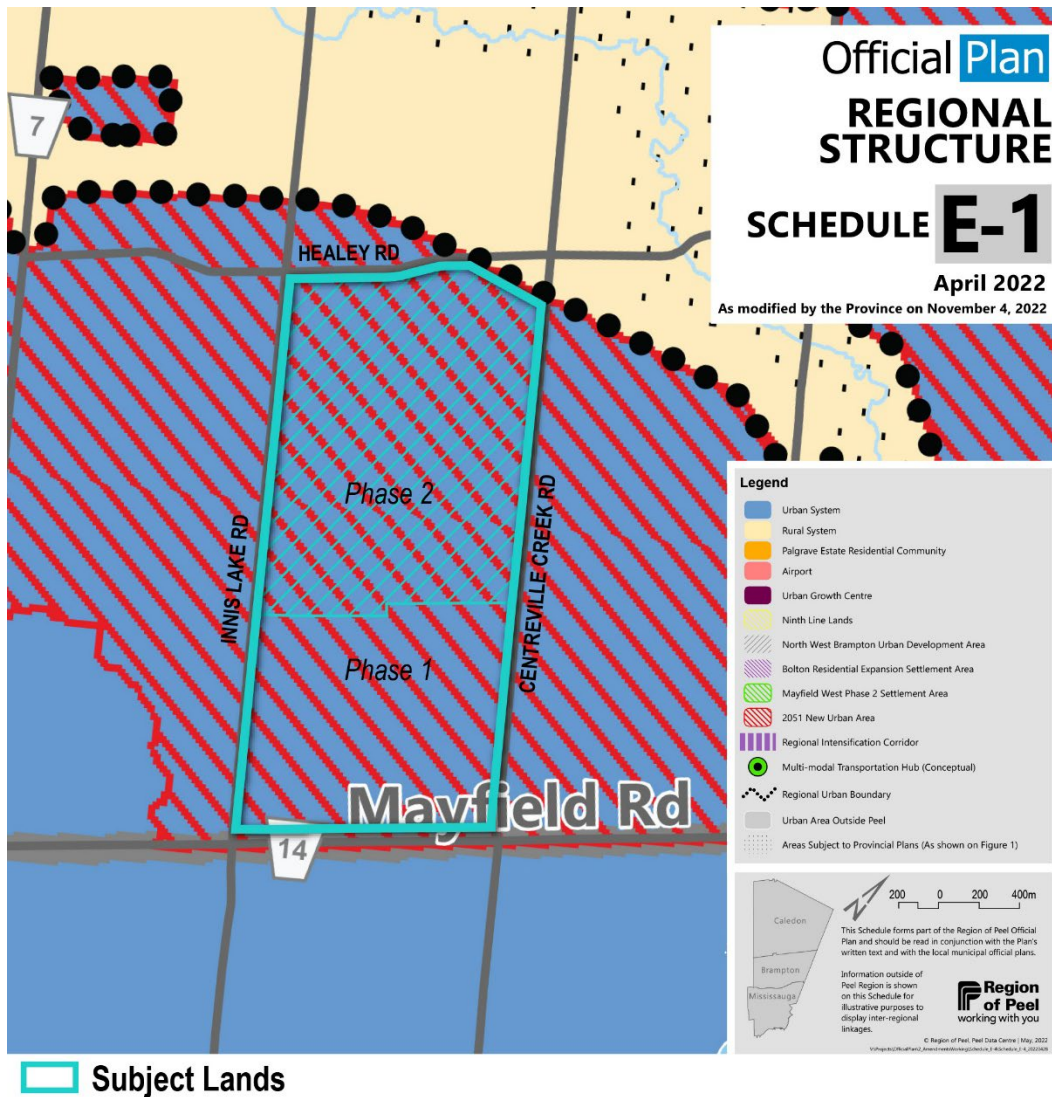 Official Plan
REGIONAL
STRUCTURE
SCHEDULE E-1
April 2022
As modified by the Province on November 4, 2022
7
HEALEY RD
Phase 2
INNIS LAKE RD
CENTREVILLE CREEK RD
Phase 1
Mayfield Rd
14
Legend
Urban System
Rural System
Palgrave Estate Residential Community
Airport
Urban Growth Centre
Ninth Line Lands
North West Brampton Urban Development Area
Bolton Residential Expansion Settlement Area
Mayfield West Phase 2 Settlement Area
2051 New Urban Area
Regional Intensification Corridor
Multi-modal Transportation Hub (Conceptual)
Regional Urban Boundary
Urban Area Outside Peel
Areas Subject to Provincial Plans (As shown on Figure 1)
Caledon
Brampton
Mississauga
N
200 0 200 400m
This Schedule forms part of the Region of Peel Official
Plan and should be read in conjunction with the Plan's
written text and with the local municipal official plans.
Information outside of
Peel Region is shown
on this Schedule for
illustrative purposes to
display inter-regional
linkages.
Region
of Peel
working with you
© Region of Peel, Peel Data Centre | May, 2022
Subject Lands